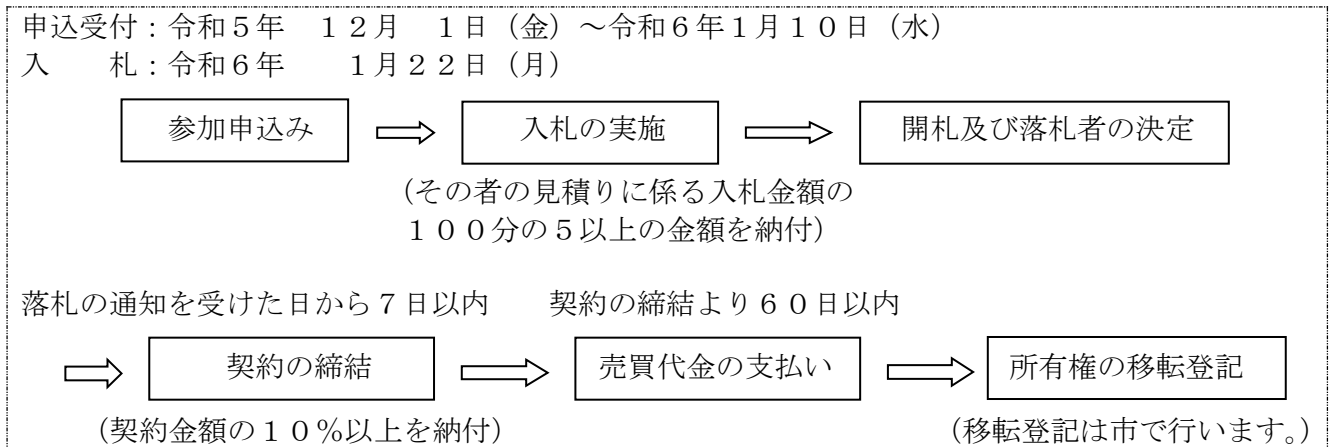 申込受付:令和5年 12月 1日(金)~令和6年1月10日(水)
入  札:令和6年  1月22日(月)
参加申込み ⇨ 入札の実施 ⇨ 開札及び落札者の決定
(その者の見積りに係る入札金額の
100分の5以上の金額を納付)
落札の通知を受けた日から7日以内  契約の締結より60日以内
⇨ 契約の締結 ⇨ 売買代金の支払い ⇨ 所有権の移転登記
(契約金額の10%以上を納付) (移転登記は市で行います。)